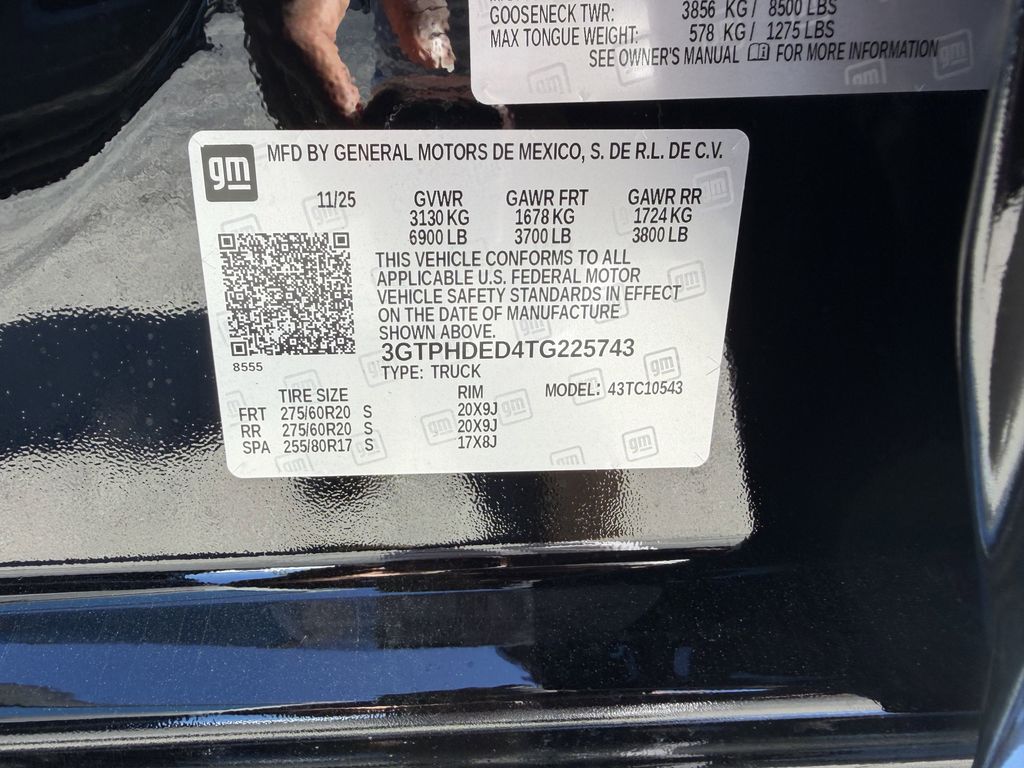 GOOSENECK TWR: 3856 KG / 8500 LBS
MAX TONGUE WEIGHT: 578 KG / 1275 LBS
SEE OWNER'S MANUAL FOR MORE INFORMATION
gm
MFD BY GENERAL MOTORS DE MEXICO, S. DE R.L. DE C.V.
11/25 GVWR GAWR FRT GAWR RR
3130 KG 1678 KG 1724 KG
6900 LB 3700 LB 3800 LB
THIS VEHICLE CONFORMS TO ALL
APPLICABLE U.S. FEDERAL MOTOR
VEHICLE SAFETY STANDARDS IN EFFECT
ON THE DATE OF MANUFACTURE
SHOWN ABOVE.
3GTPHDED4TG225743
8555
TYPE: TRUCK
TIRE SIZE RIM MODEL: 43TC10543
FRT 275/60R20 S 20X9J
RR 275/60R20 S 20X9J
SPA 255/80R17 S 17X8J